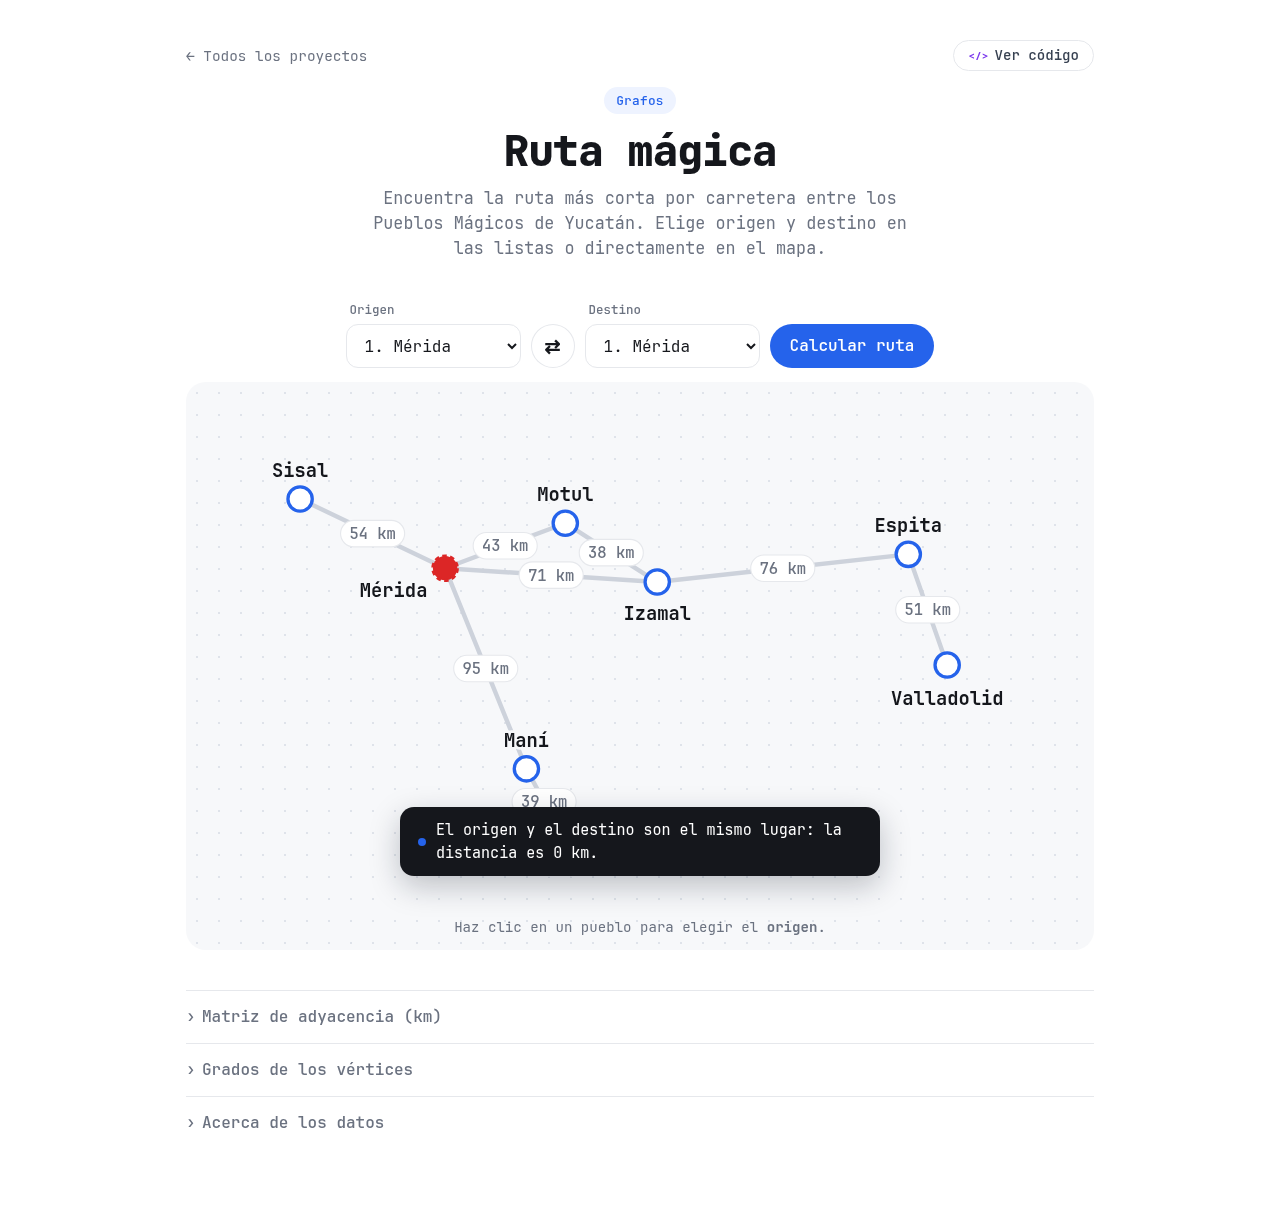 ← Todos los proyectos
</> Ver código
Grafos
Ruta mágica
Encuentra la ruta más corta por carretera entre los
Pueblos Mágicos de Yucatán. Elige origen y destino en
las listas o directamente en el mapa.
Origen
Destino
1. Mérida
⇄
1. Mérida
Calcular ruta
Sisal
Motul
Espita
54 km
43 km
38 km
71 km
76 km
Mérida
Izamal
51 km
95 km
Valladolid
Maní
39 km
El origen y el destino son el mismo lugar: la
distancia es 0 km.
Haz clic en un pueblo para elegir el origen.
› Matriz de adyacencia (km)
› Grados de los vértices
› Acerca de los datos